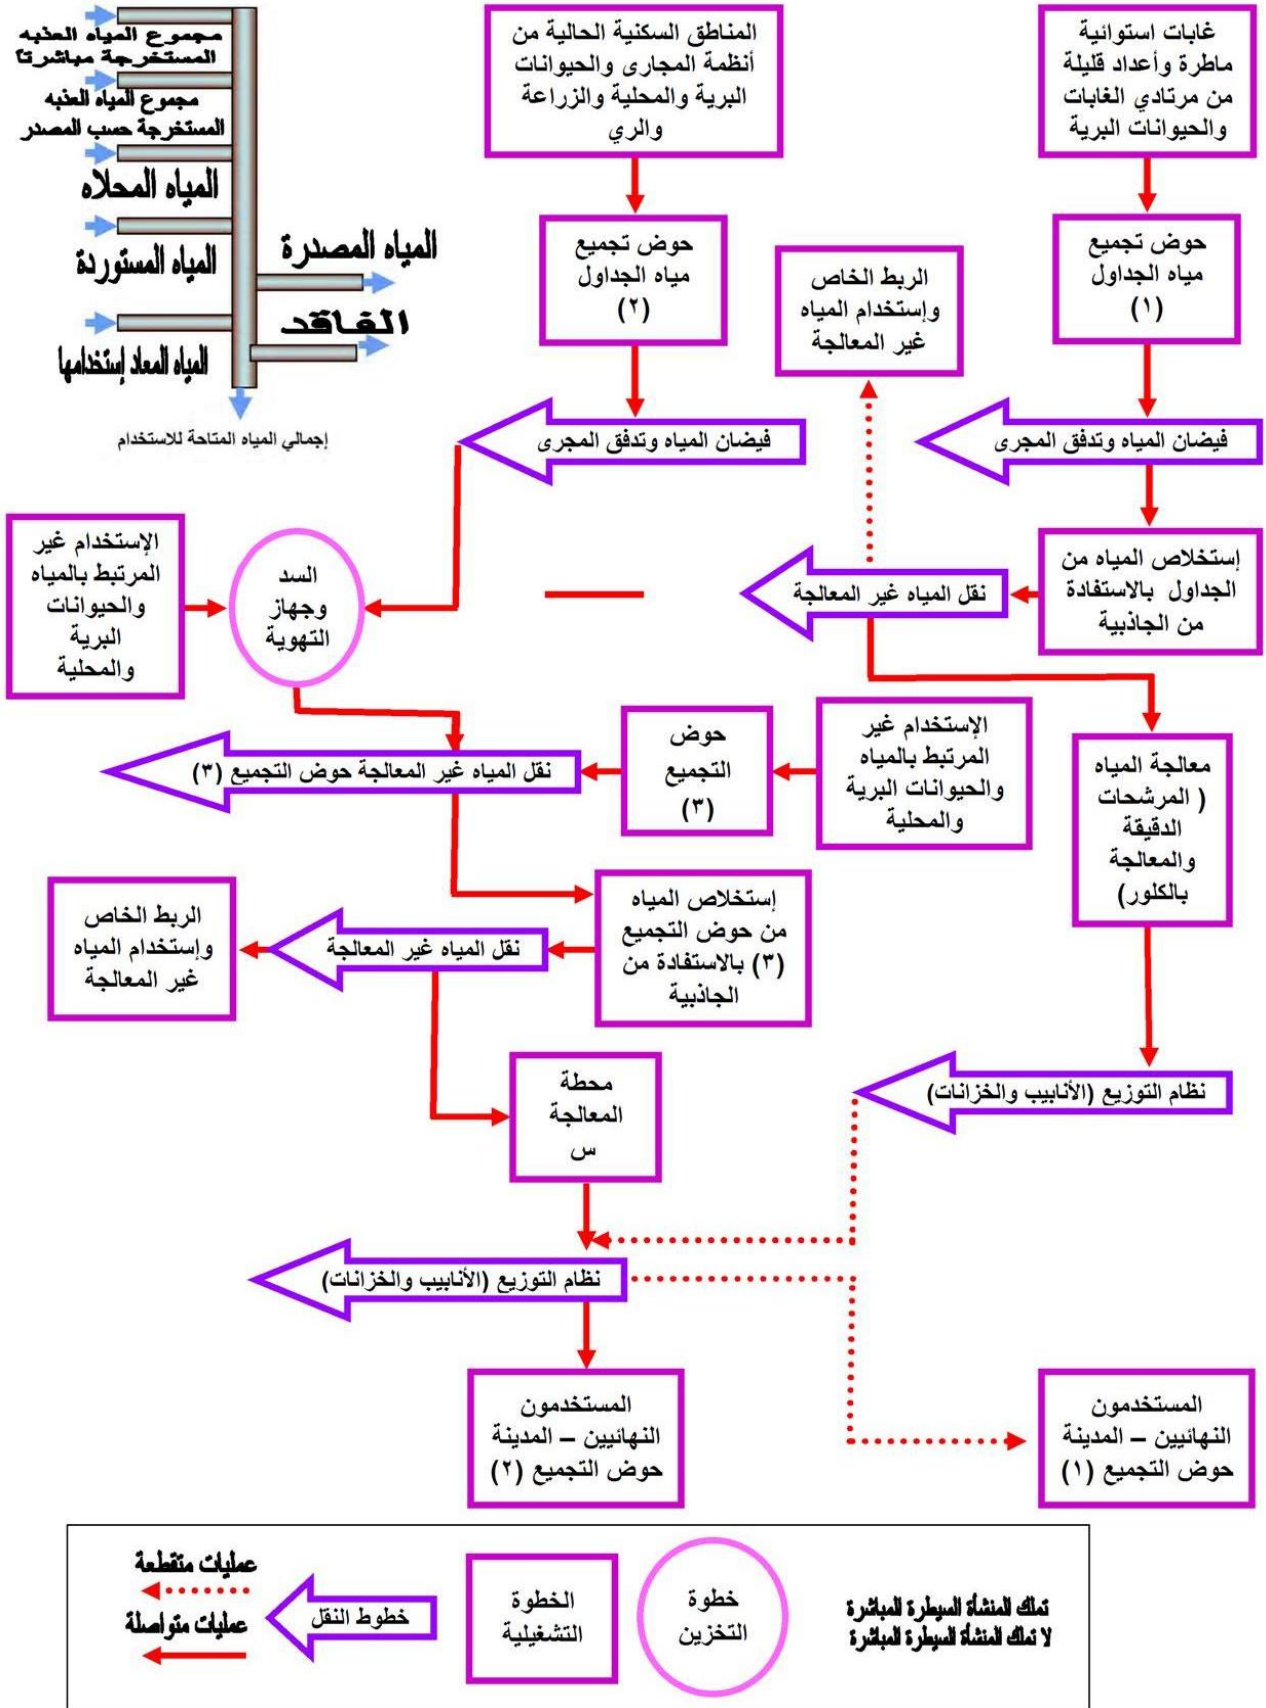 مجموع المياه العذبه
المستخرجة مباشرتا
مجموع المياه العذبه
المستخرجة حسب المصدر
المياه المحلاه
المياه المستوردة
المياه المعاد إستخدامها
المياه المصدرة
الفاقد
إجمالي المياه المتاحة للاستخدام
غابات استوائية
ماطرة وأعداد قليلة
من مرتادي الغابات
والحيوانات البرية
المناطق السكنية الحالية من
أنظمة المجارى والحيوانات
البرية والمحلية والزراعة
والري
حوض تجميع
مياه الجداول
(١)
حوض تجميع
مياه الجداول
(٢)
الربط الخاص
وإستخدام المياه
غير المعالجة
فيضان المياه وتدفق المجرى
فيضان المياه وتدفق المجرى
إستخلاص المياه من
الجداول بالاستفادة
من الجاذبية
نقل المياه غير المعالجة
السد
وجهاز
التهوية
الإستخدام غير
المرتبط بالمياه
والحيوانات
البرية
والمحلية
معالجة المياه
( المرشحات
الدقيقة
والمعالجة
بالكلور)
الإستخدام غير
المرتبط بالمياه
والحيوانات البرية
والمحلية
حوض
التجميع
(٣)
نقل المياه غير المعالجة حوض التجميع (٣)
إستخلاص المياه
من حوض التجميع
(٣) بالاستفادة من
الجاذبية
نقل المياه غير المعالجة
الربط الخاص
وإستخدام المياه
غير المعالجة
محطة
المعالجة
س
نظام التوزيع (الأنابيب والخزانات)
نظام التوزيع (الأنابيب والخزانات)
المستخدمون
النهائيين – المدينة
حوض التجميع (١)
المستخدمون
النهائيين – المدينة
حوض التجميع (٢)
تملك المنشأة السيطرة المباشرة
لا تملك المنشأة السيطرة المباشرة
خطوة
التخزين
الخطوة
التشغيلية
خطوط النقل
عمليات متقطعة
عمليات متواصلة